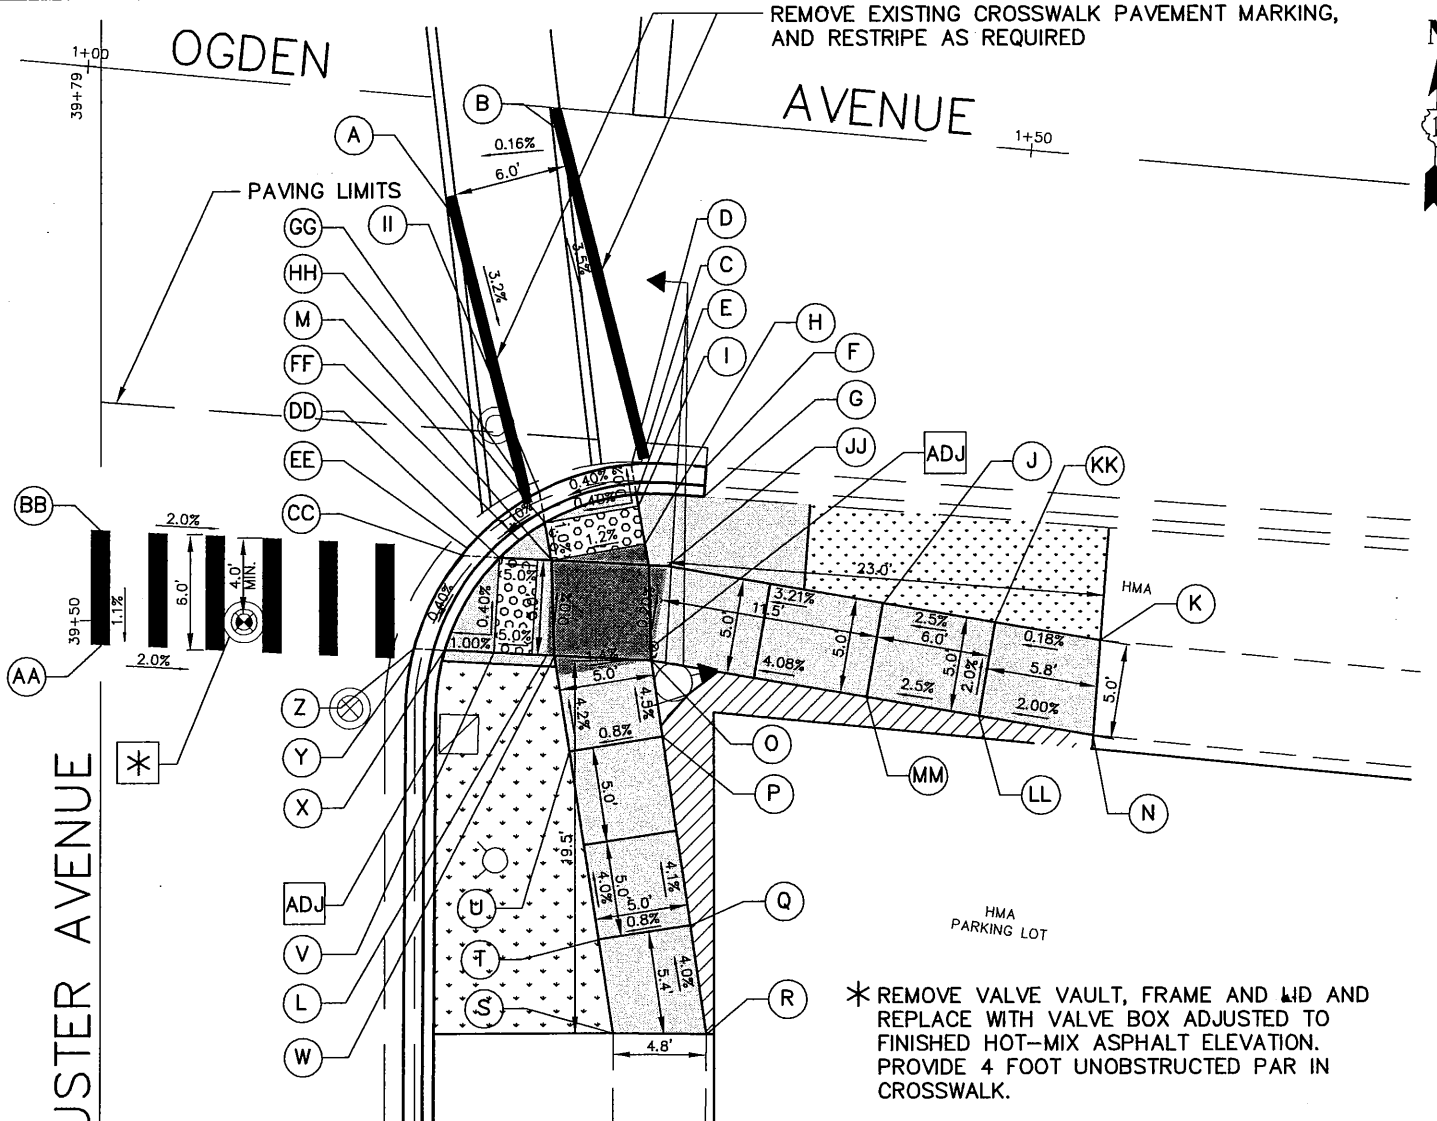 REMOVE EXISTING CROSSWALK PAVEMENT MARKING,
AND RESTRIPE AS REQUIRED
OGDEN
AVENUE
1+00
39+79
1+50
B
A
0.16%
6.0'
PAVING LIMITS
GG
II
D
HH
C
3.2%
3.5%
M
E
H
FF
I
F
DD
G
EE
JJ
ADJ
J
KK
BB
CC
0.40%
0.40%
1.2%
2.0%
6.0'
4.0'
MIN.
1.1%
39+50
2.0%
AA
0.40%
0.40%
5.0%
5.0%
1.00%
23.0'
HMA
K
3.21%
11.5'
2.5%
6.0'
0.18%
5.0'
5.0'
5.0'
2.0%
5.8'
5.0'
4.08%
2.5%
2.00%
Z
5.0'
4.2%
4.5%
0.8%
Y
O
*
X
P
MM
LL
N
5.0'
19.5'
ADJ
U
4.0%
5.0'
4.1%
5.0'
0.8%
Q
V
T
HMA
PARKING LOT
L
S
5.4'
4.0%
R
W
4.8'
USTER AVENUE
* REMOVE VALVE VAULT, FRAME AND LID AND
REPLACE WITH VALVE BOX ADJUSTED TO
FINISHED HOT-MIX ASPHALT ELEVATION.
PROVIDE 4 FOOT UNOBSTRUCTED PAR IN
CROSSWALK.